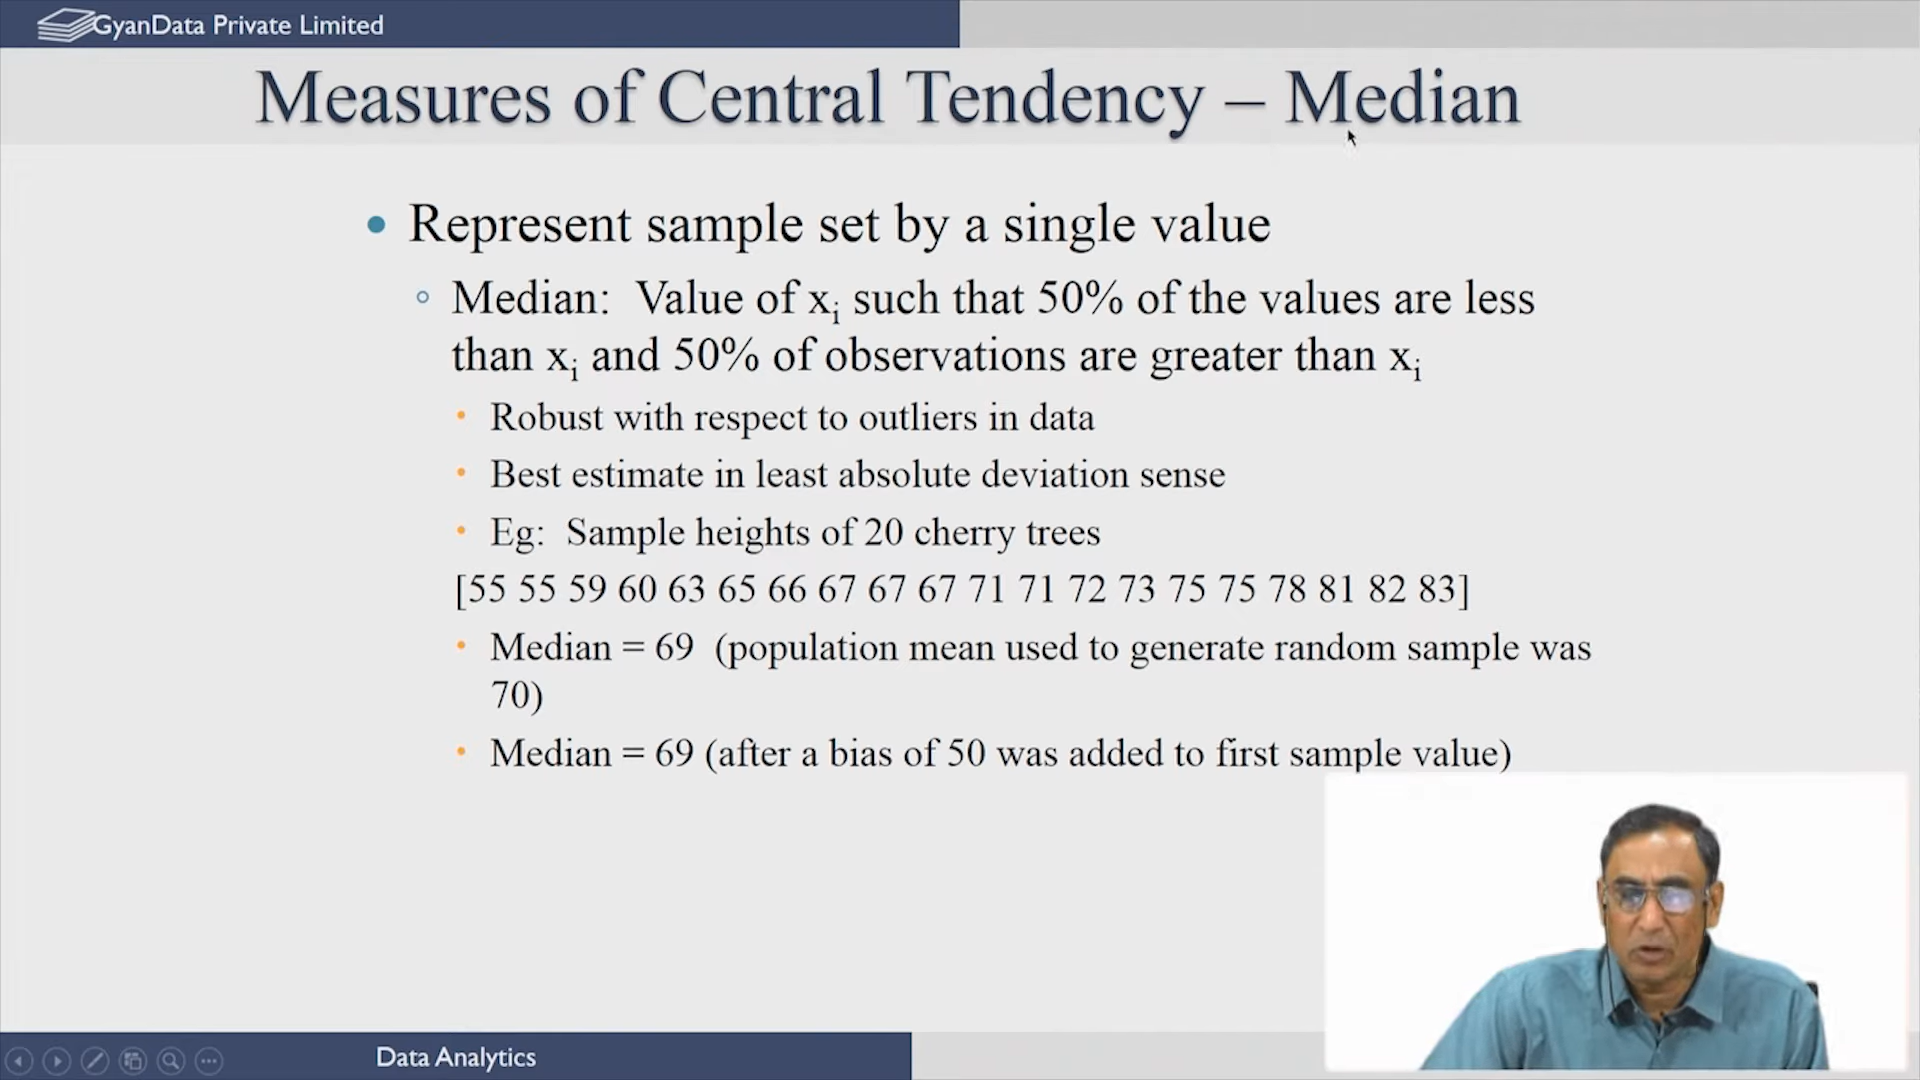 GyanData Private Limited
Measures of Central Tendency – Median
• Represent sample set by a single value
◦ Median: Value of xi such that 50% of the values are less
than xi and 50% of observations are greater than xi
• Robust with respect to outliers in data
• Best estimate in least absolute deviation sense
• Eg: Sample heights of 20 cherry trees
[55 55 59 60 63 65 66 67 67 67 71 71 72 73 75 75 78 81 82 83]
• Median = 69 (population mean used to generate random sample was
70)
• Median = 69 (after a bias of 50 was added to first sample value)
Data Analytics